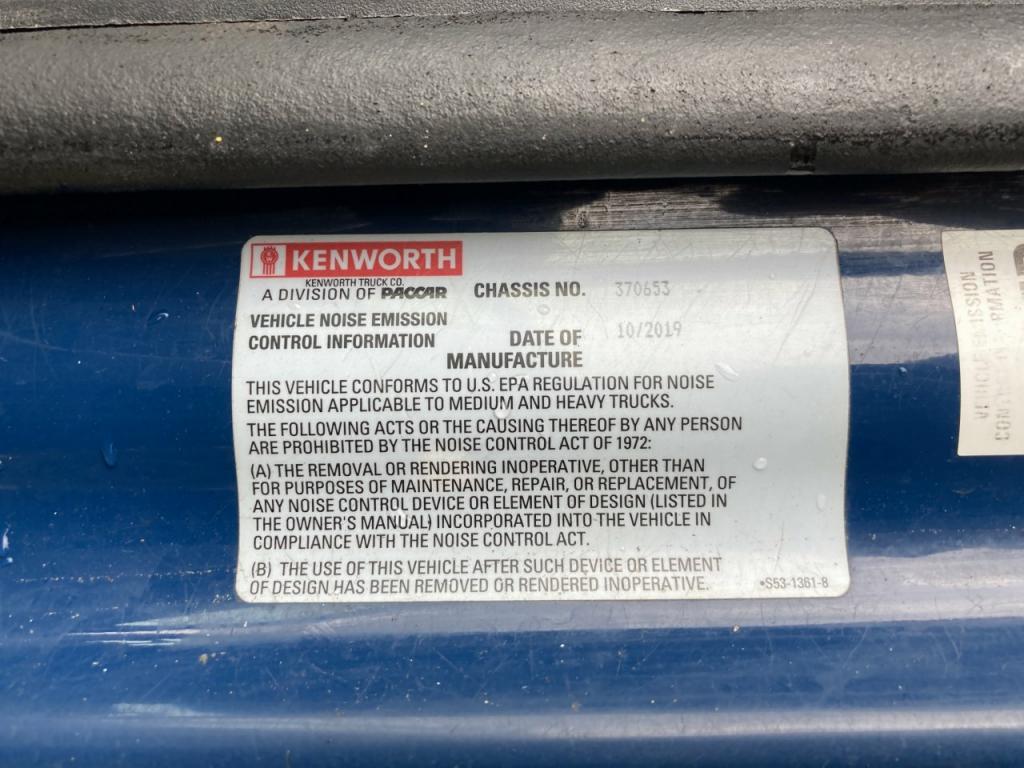 KENWORTH
KENWORTH TRUCK CO.
A DIVISION OF PACCAR
CHASSIS NO. 370653
VEHICLE NOISE EMISSION
CONTROL INFORMATION
DATE OF MANUFACTURE 10/2019
THIS VEHICLE CONFORMS TO U.S. EPA REGULATION FOR NOISE
EMISSION APPLICABLE TO MEDIUM AND HEAVY TRUCKS.
THE FOLLOWING ACTS OR THE CAUSING THEREOF BY ANY PERSON
ARE PROHIBITED BY THE NOISE CONTROL ACT OF 1972:
(A) THE REMOVAL OR RENDERING INOPERATIVE, OTHER THAN
FOR PURPOSES OF MAINTENANCE, REPAIR, OR REPLACEMENT, OF
ANY NOISE CONTROL DEVICE OR ELEMENT OF DESIGN (LISTED IN
THE OWNER'S MANUAL) INCORPORATED INTO THE VEHICLE IN
COMPLIANCE WITH THE NOISE CONTROL ACT.
(B) THE USE OF THIS VEHICLE AFTER SUCH DEVICE OR ELEMENT
OF DESIGN HAS BEEN REMOVED OR RENDERED INOPERATIVE.
•S53-1361-8
VEHICLE